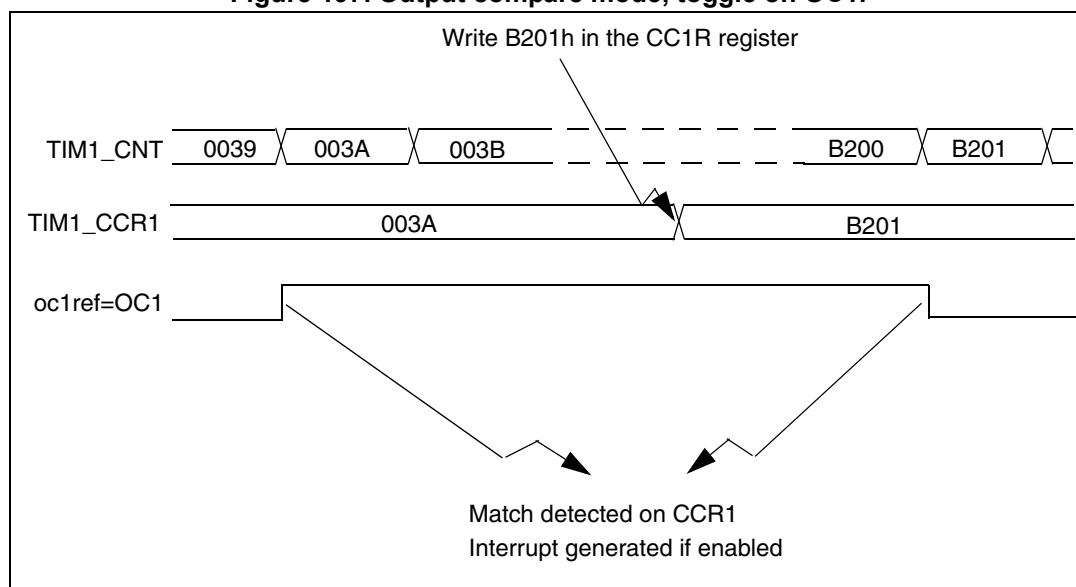 Write B201h in the CC1R register
TIM1_CNT 0039 003A 003B B200 B201
TIM1_CCR1 003A B201
oc1ref=OC1
Match detected on CCR1
Interrupt generated if enabled